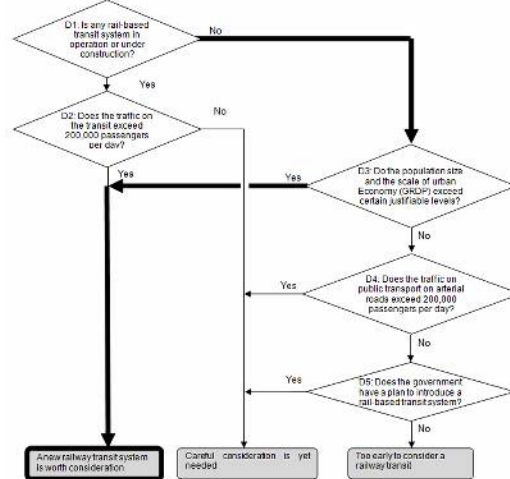 D1: Is any rail-based
transit system in
operation or under
construction?
No
Yes
D2: Does the traffic on
the transit exceed
200,000 passengers
per day?
No
Yes
D3: Do the population size
and the scale of urban
Economy (GRDP) exceed
certain justifiable levels?
Yes
No
D4: Does the traffic on
public transport on arterial
roads exceed 200,000
passengers per day?
Yes
No
D5: Does the government
have a plan to introduce a
rail-based transit system?
Yes
No
A new railway transit system
is worth consideration
Careful consideration is yet
needed
Too early to consider a
railway transit